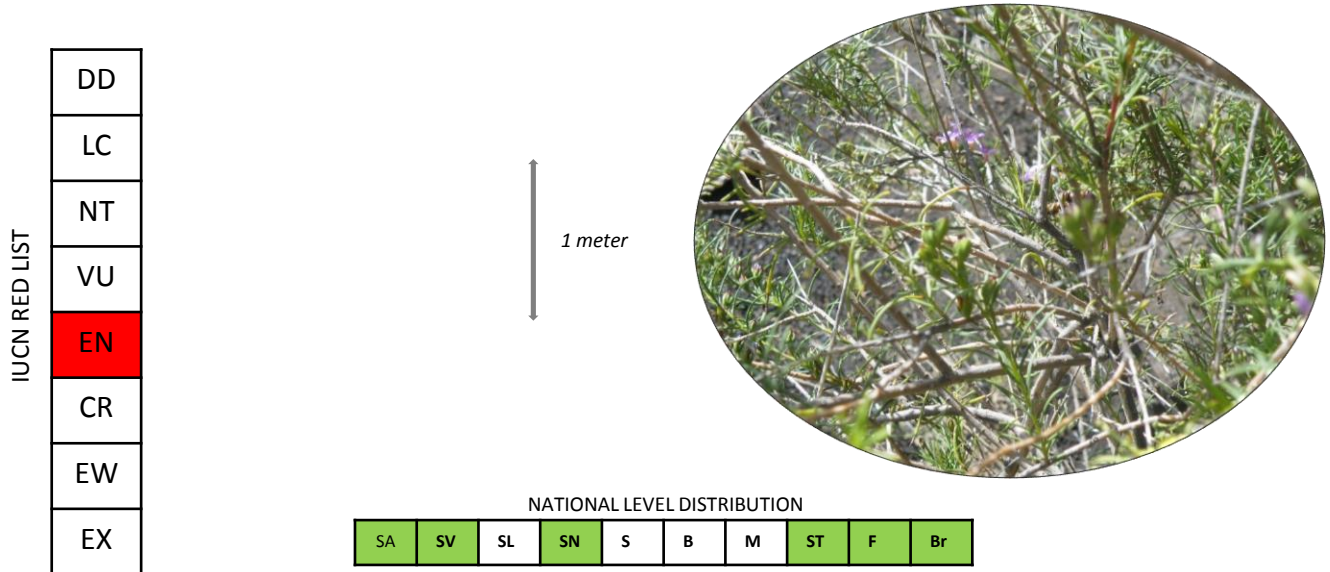 IUCN RED LIST
DD
LC
NT
VU
EN
CR
EW
EX
1 meter
NATIONAL LEVEL DISTRIBUTION
SA SV SL SN S B M ST F Br